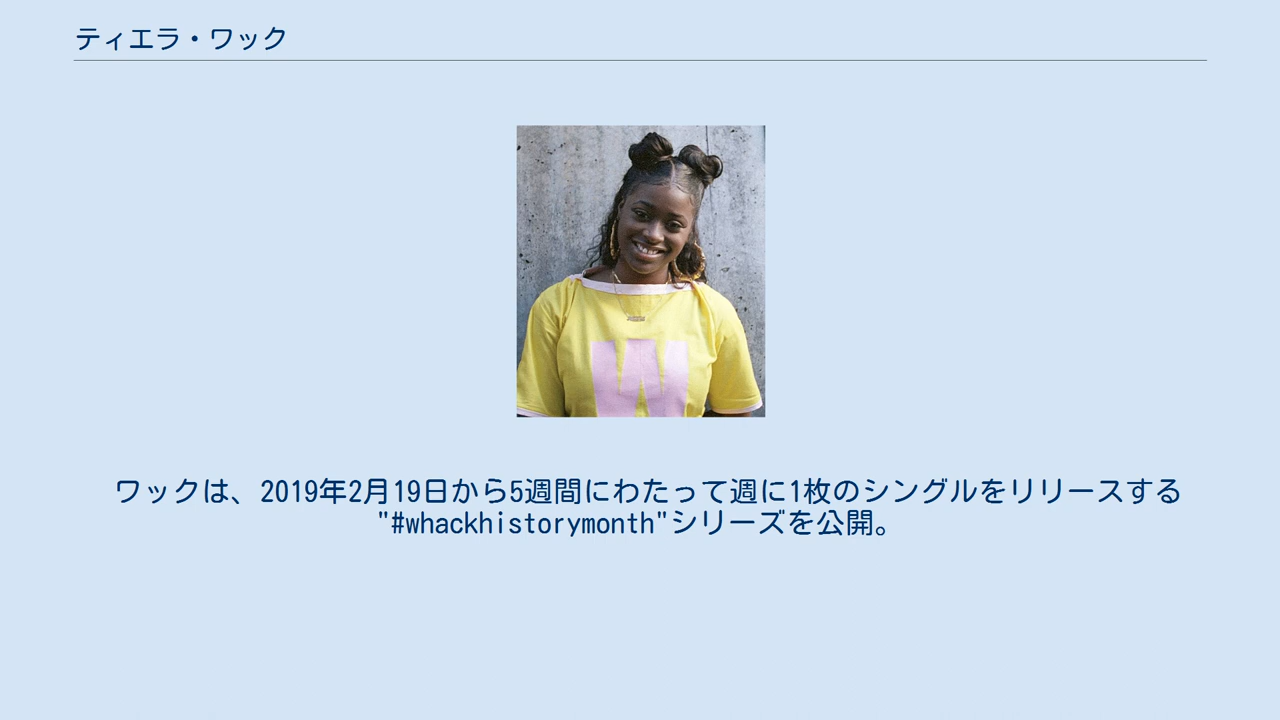 ティエラ・ワック
W
ワックは、2019年2月19日から5週間にわたって週に1枚のシングルをリリースする
"#whackhistorymonth"シリーズを公開。